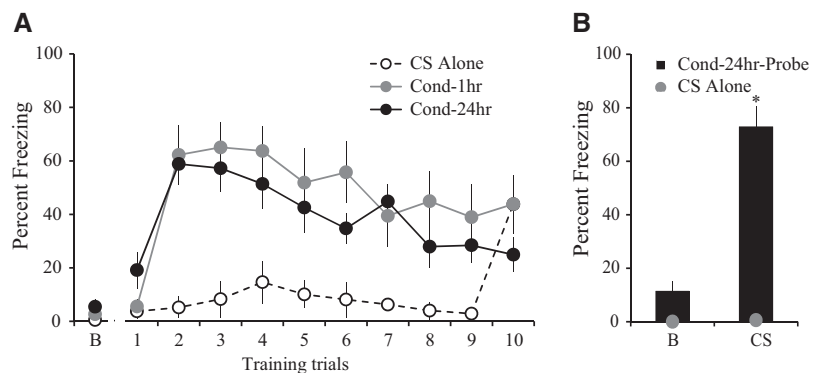 A
B
100
80
60
40
20
0
Percent Freezing
CS Alone
Cond-1hr
Cond-24hr
B 1 2 3 4 5 6 7 8 9 10
Training trials
100
80
60
40
20
0
Percent Freezing
Cond-24hr-Probe
CS Alone
*
B CS